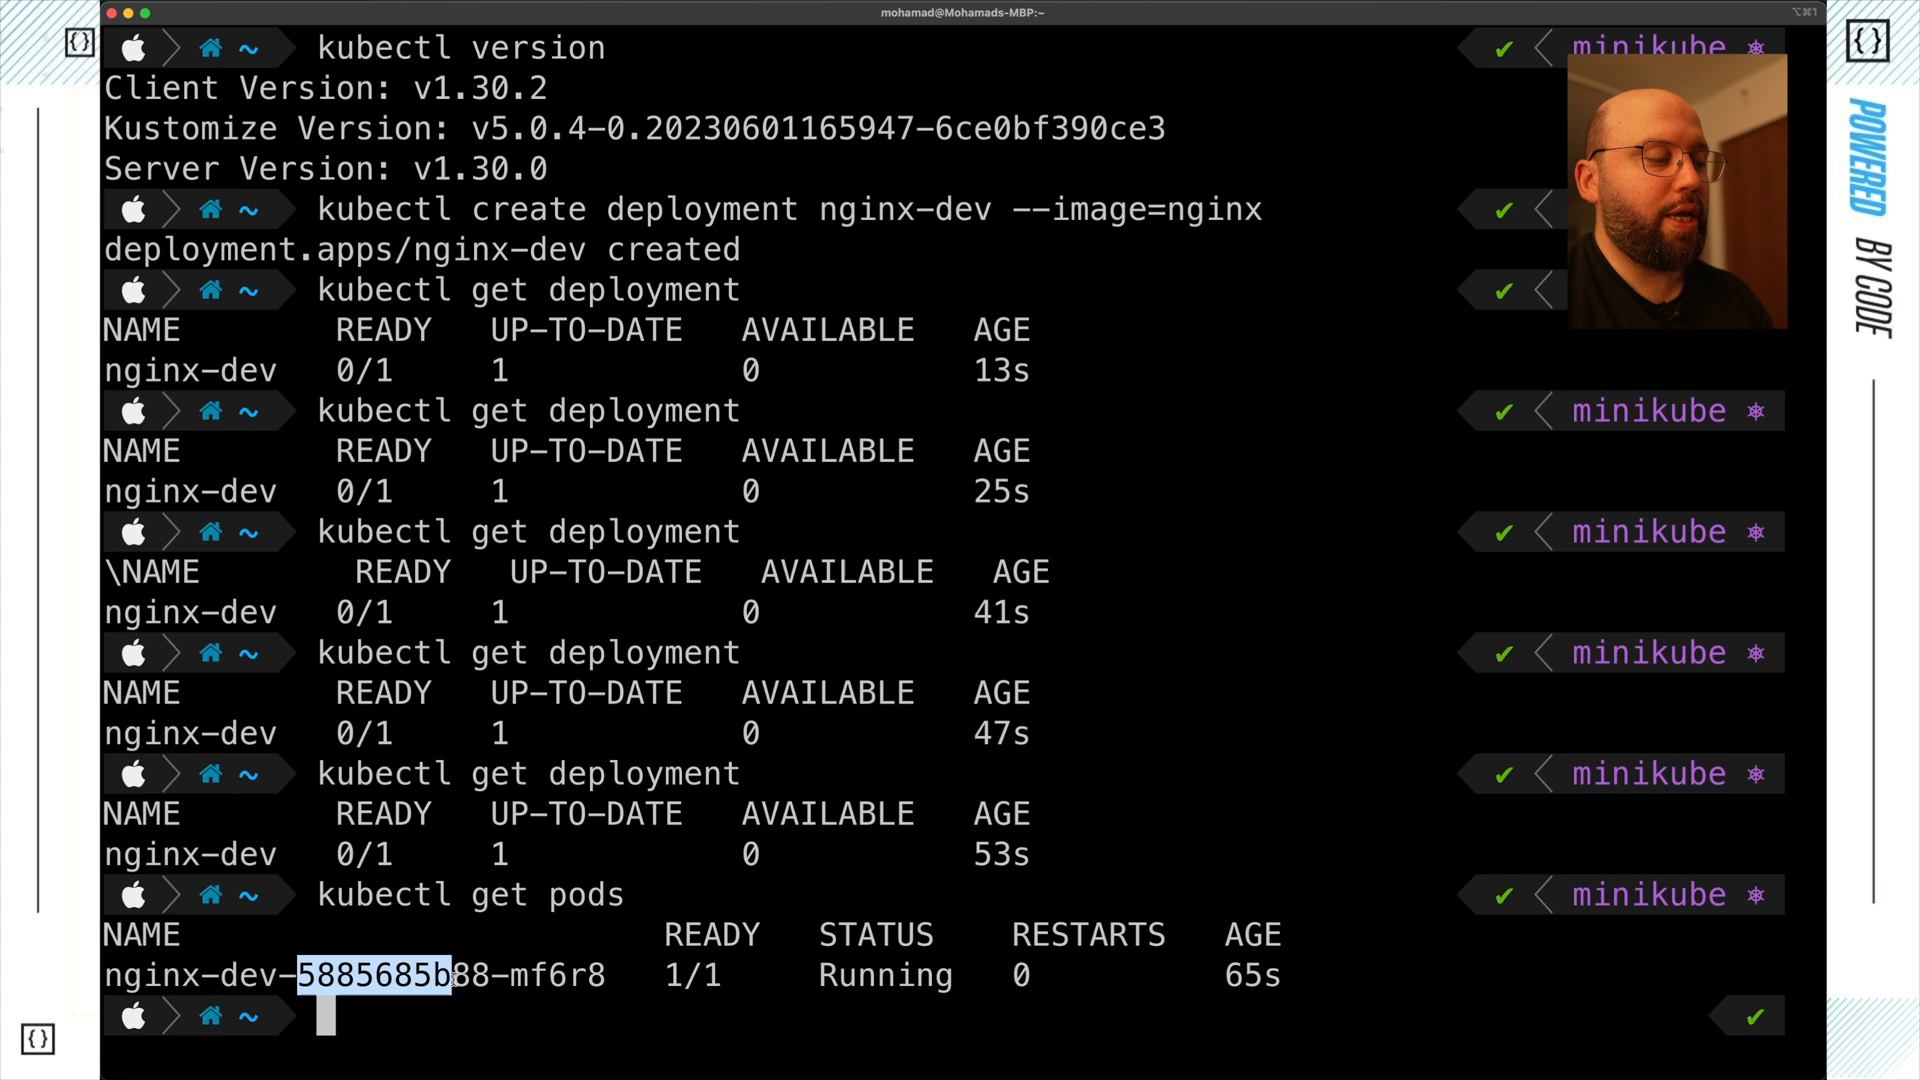 mohamad@Mohamads-MBP:~
⌥⌘1
~ kubectl version ✔ minikube
Client Version: v1.30.2
Kustomize Version: v5.0.4-0.20230601165947-6ce0bf390ce3
Server Version: v1.30.0
~ kubectl create deployment nginx-dev --image=nginx ✔
deployment.apps/nginx-dev created
~ kubectl get deployment ✔
NAME READY UP-TO-DATE AVAILABLE AGE
nginx-dev 0/1 1 0 13s
~ kubectl get deployment ✔ minikube
NAME READY UP-TO-DATE AVAILABLE AGE
nginx-dev 0/1 1 0 25s
~ kubectl get deployment ✔ minikube
\NAME READY UP-TO-DATE AVAILABLE AGE
nginx-dev 0/1 1 0 41s
~ kubectl get deployment ✔ minikube
NAME READY UP-TO-DATE AVAILABLE AGE
nginx-dev 0/1 1 0 47s
~ kubectl get deployment ✔ minikube
NAME READY UP-TO-DATE AVAILABLE AGE
nginx-dev 0/1 1 0 53s
~ kubectl get pods ✔ minikube
NAME READY STATUS RESTARTS AGE
nginx-dev-5885685b88-mf6r8 1/1 Running 0 65s
~ ✔
{}
{}
POWERED BY CODE
{}